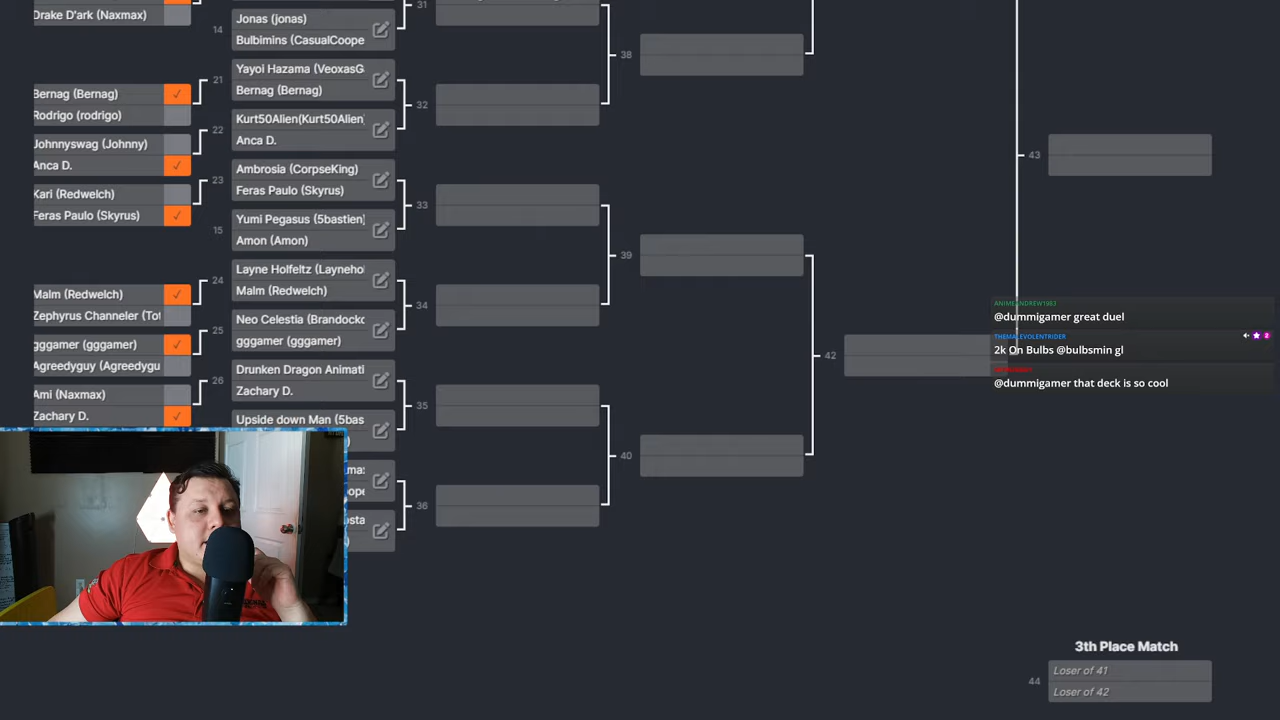 Drake D'ark (Naxmax)
14
Jonas (jonas)
Bulbimins (CasualCoope
31
38
Bernag (Bernag)
Rodrigo (rodrigo)
21
Yayoi Hazama (VeoxasG
Bernag (Bernag)
32
Johnnyswag (Johnny)
Anca D.
22
Kurt50Alien(Kurt50Alien)
Anca D.
43
Kari (Redwelch)
Feras Paulo (Skyrus)
23
Ambrosia (CorpseKing)
Feras Paulo (Skyrus)
33
15
Yumi Pegasus (5bastien)
Amon (Amon)
39
Malm (Redwelch)
Zephyrus Channeler (Tot
24
Layne Holfeltz (Layneho
Malm (Redwelch)
34
gggamer (gggamer)
Agreedyguy (Agreedygu
25
Neo Celestia (Brandockc
gggamer (gggamer)
42
Ami (Naxmax)
Zachary D.
26
Drunken Dragon Animati
Zachary D.
35
Upside down Man (5bas
40
36
ANIMEANDREW1983
@dummigamer great duel
THEMALEVOLENTRIDER
2
2k On Bulbs @bulbsmin gl
@dummigamer that deck is so cool
3th Place Match
44
Loser of 41
Loser of 42